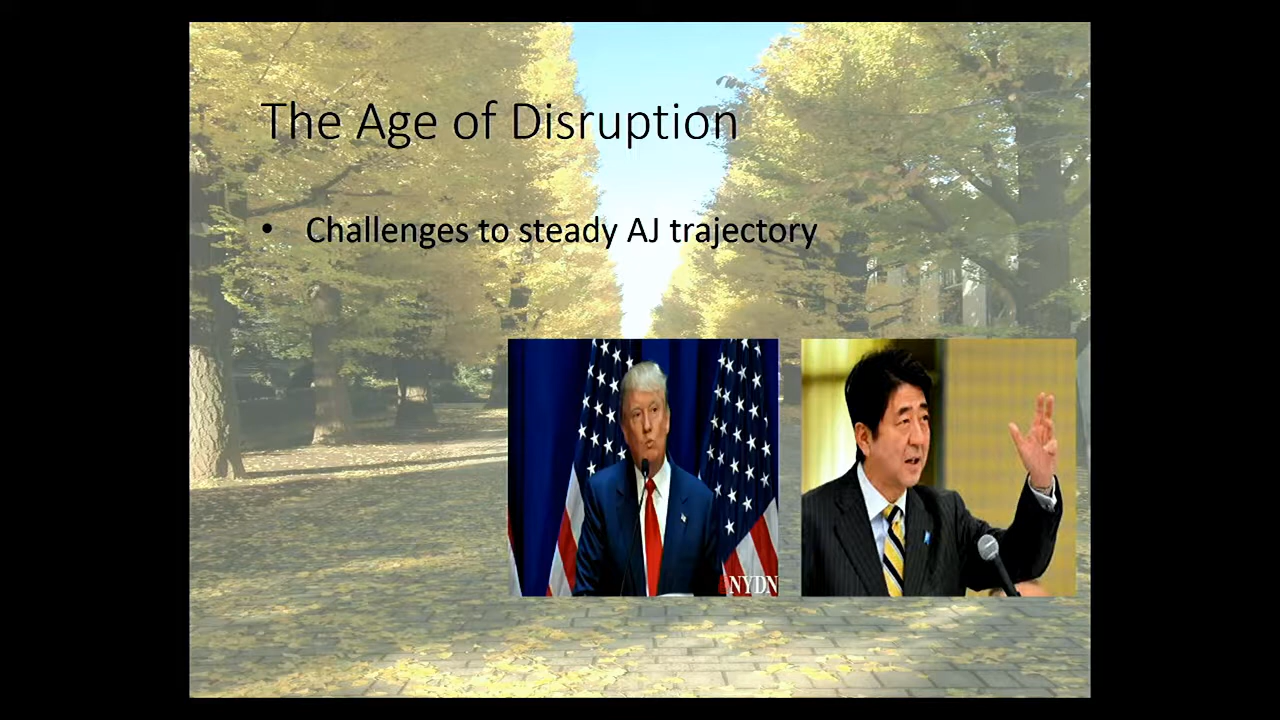 The Age of Disruption
• Challenges to steady AJ trajectory
NYDN